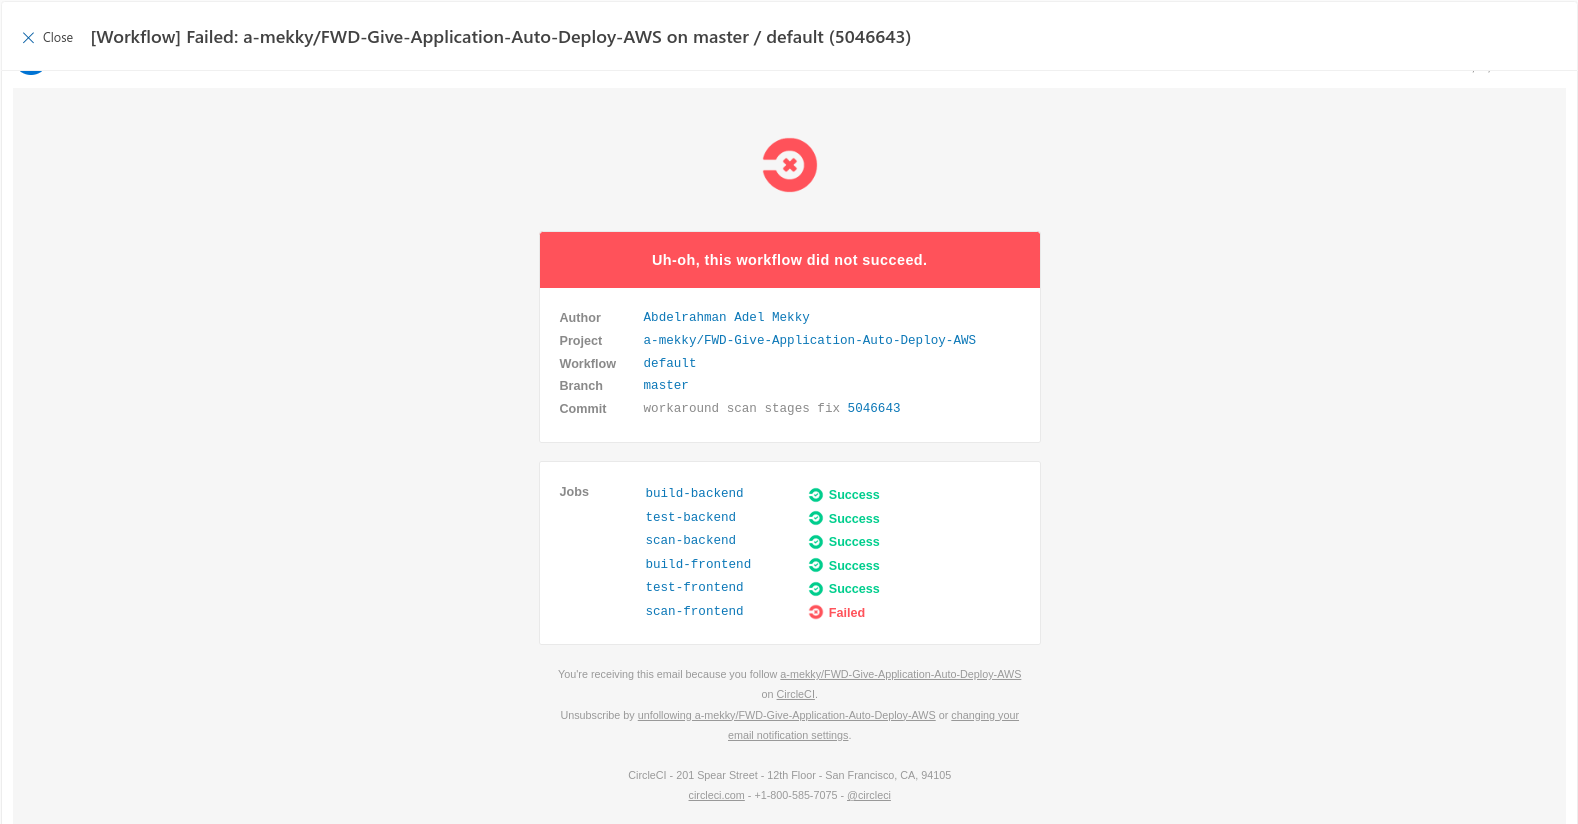 Close [Workflow] Failed: a-mekky/FWD-Give-Application-Auto-Deploy-AWS on master / default (5046643)
Uh-oh, this workflow did not succeed.
Author Abdelrahman Adel Mekky
Project a-mekky/FWD-Give-Application-Auto-Deploy-AWS
Workflow default
Branch master
Commit workaround scan stages fix 5046643
Jobs build-backend Success
test-backend Success
scan-backend Success
build-frontend Success
test-frontend Success
scan-frontend Failed
You're receiving this email because you follow a-mekky/FWD-Give-Application-Auto-Deploy-AWS
on CircleCI.
Unsubscribe by unfollowing a-mekky/FWD-Give-Application-Auto-Deploy-AWS or changing your
email notification settings.
CircleCI - 201 Spear Street - 12th Floor - San Francisco, CA, 94105
circleci.com - +1-800-585-7075 - @circleci